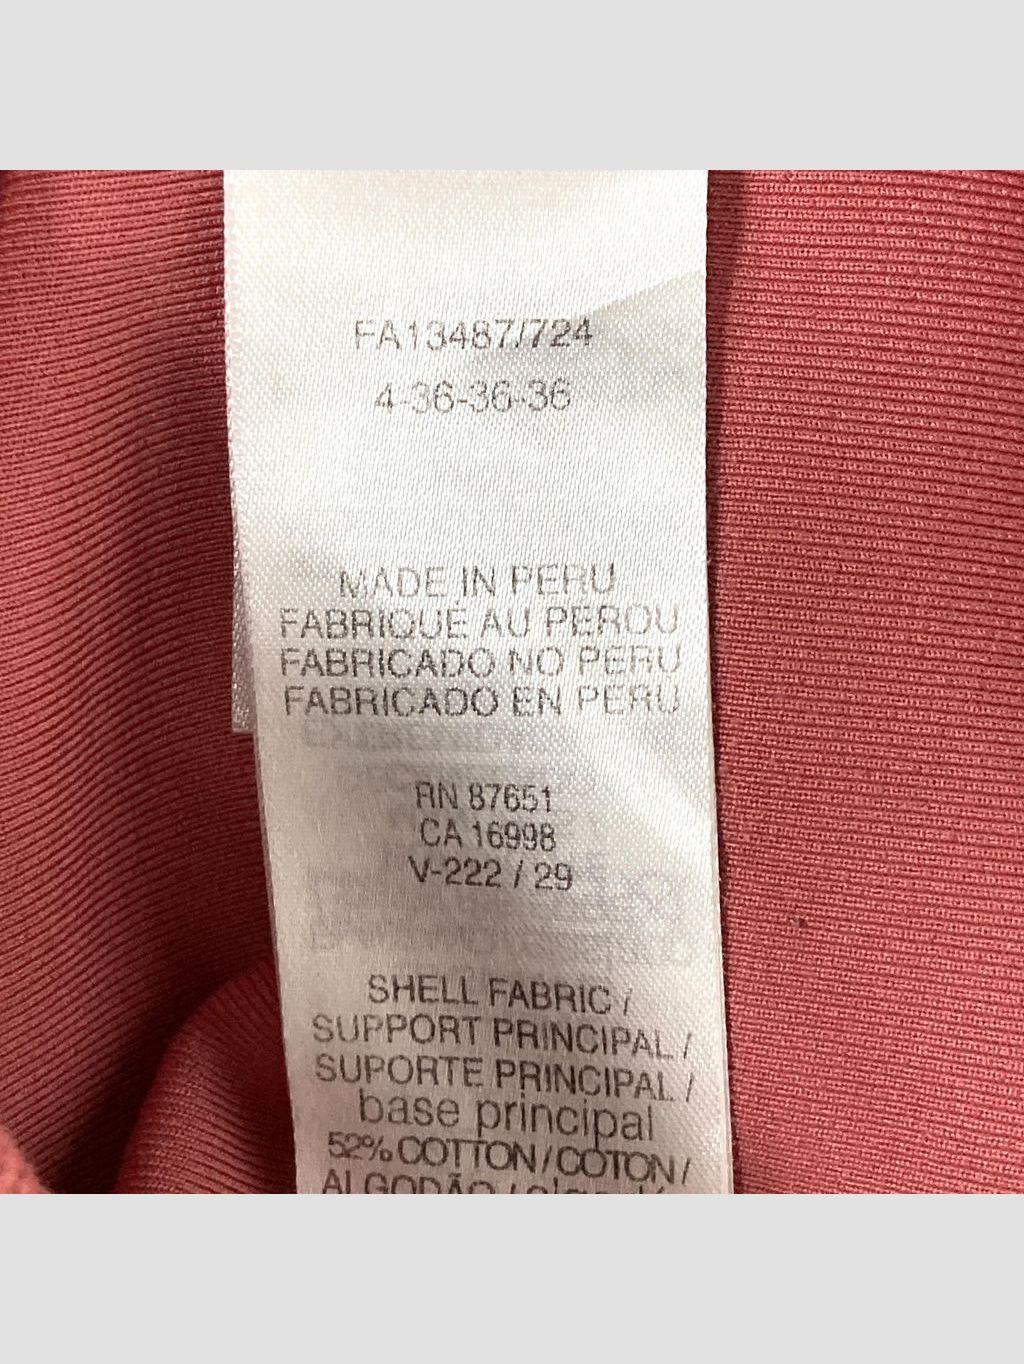 FA13487/724
4-36-36-36
MADE IN PERU
FABRIQUÉ AU PEROU
FABRICADO NO PERU
FABRICADO EN PERU
RN 87651
CA 16998
V-222 / 29
SHELL FABRIC /
SUPPORT PRINCIPAL /
SUPORTE PRINCIPAL /
base principal
52% COTTON / COTON /
ALGODÃO /